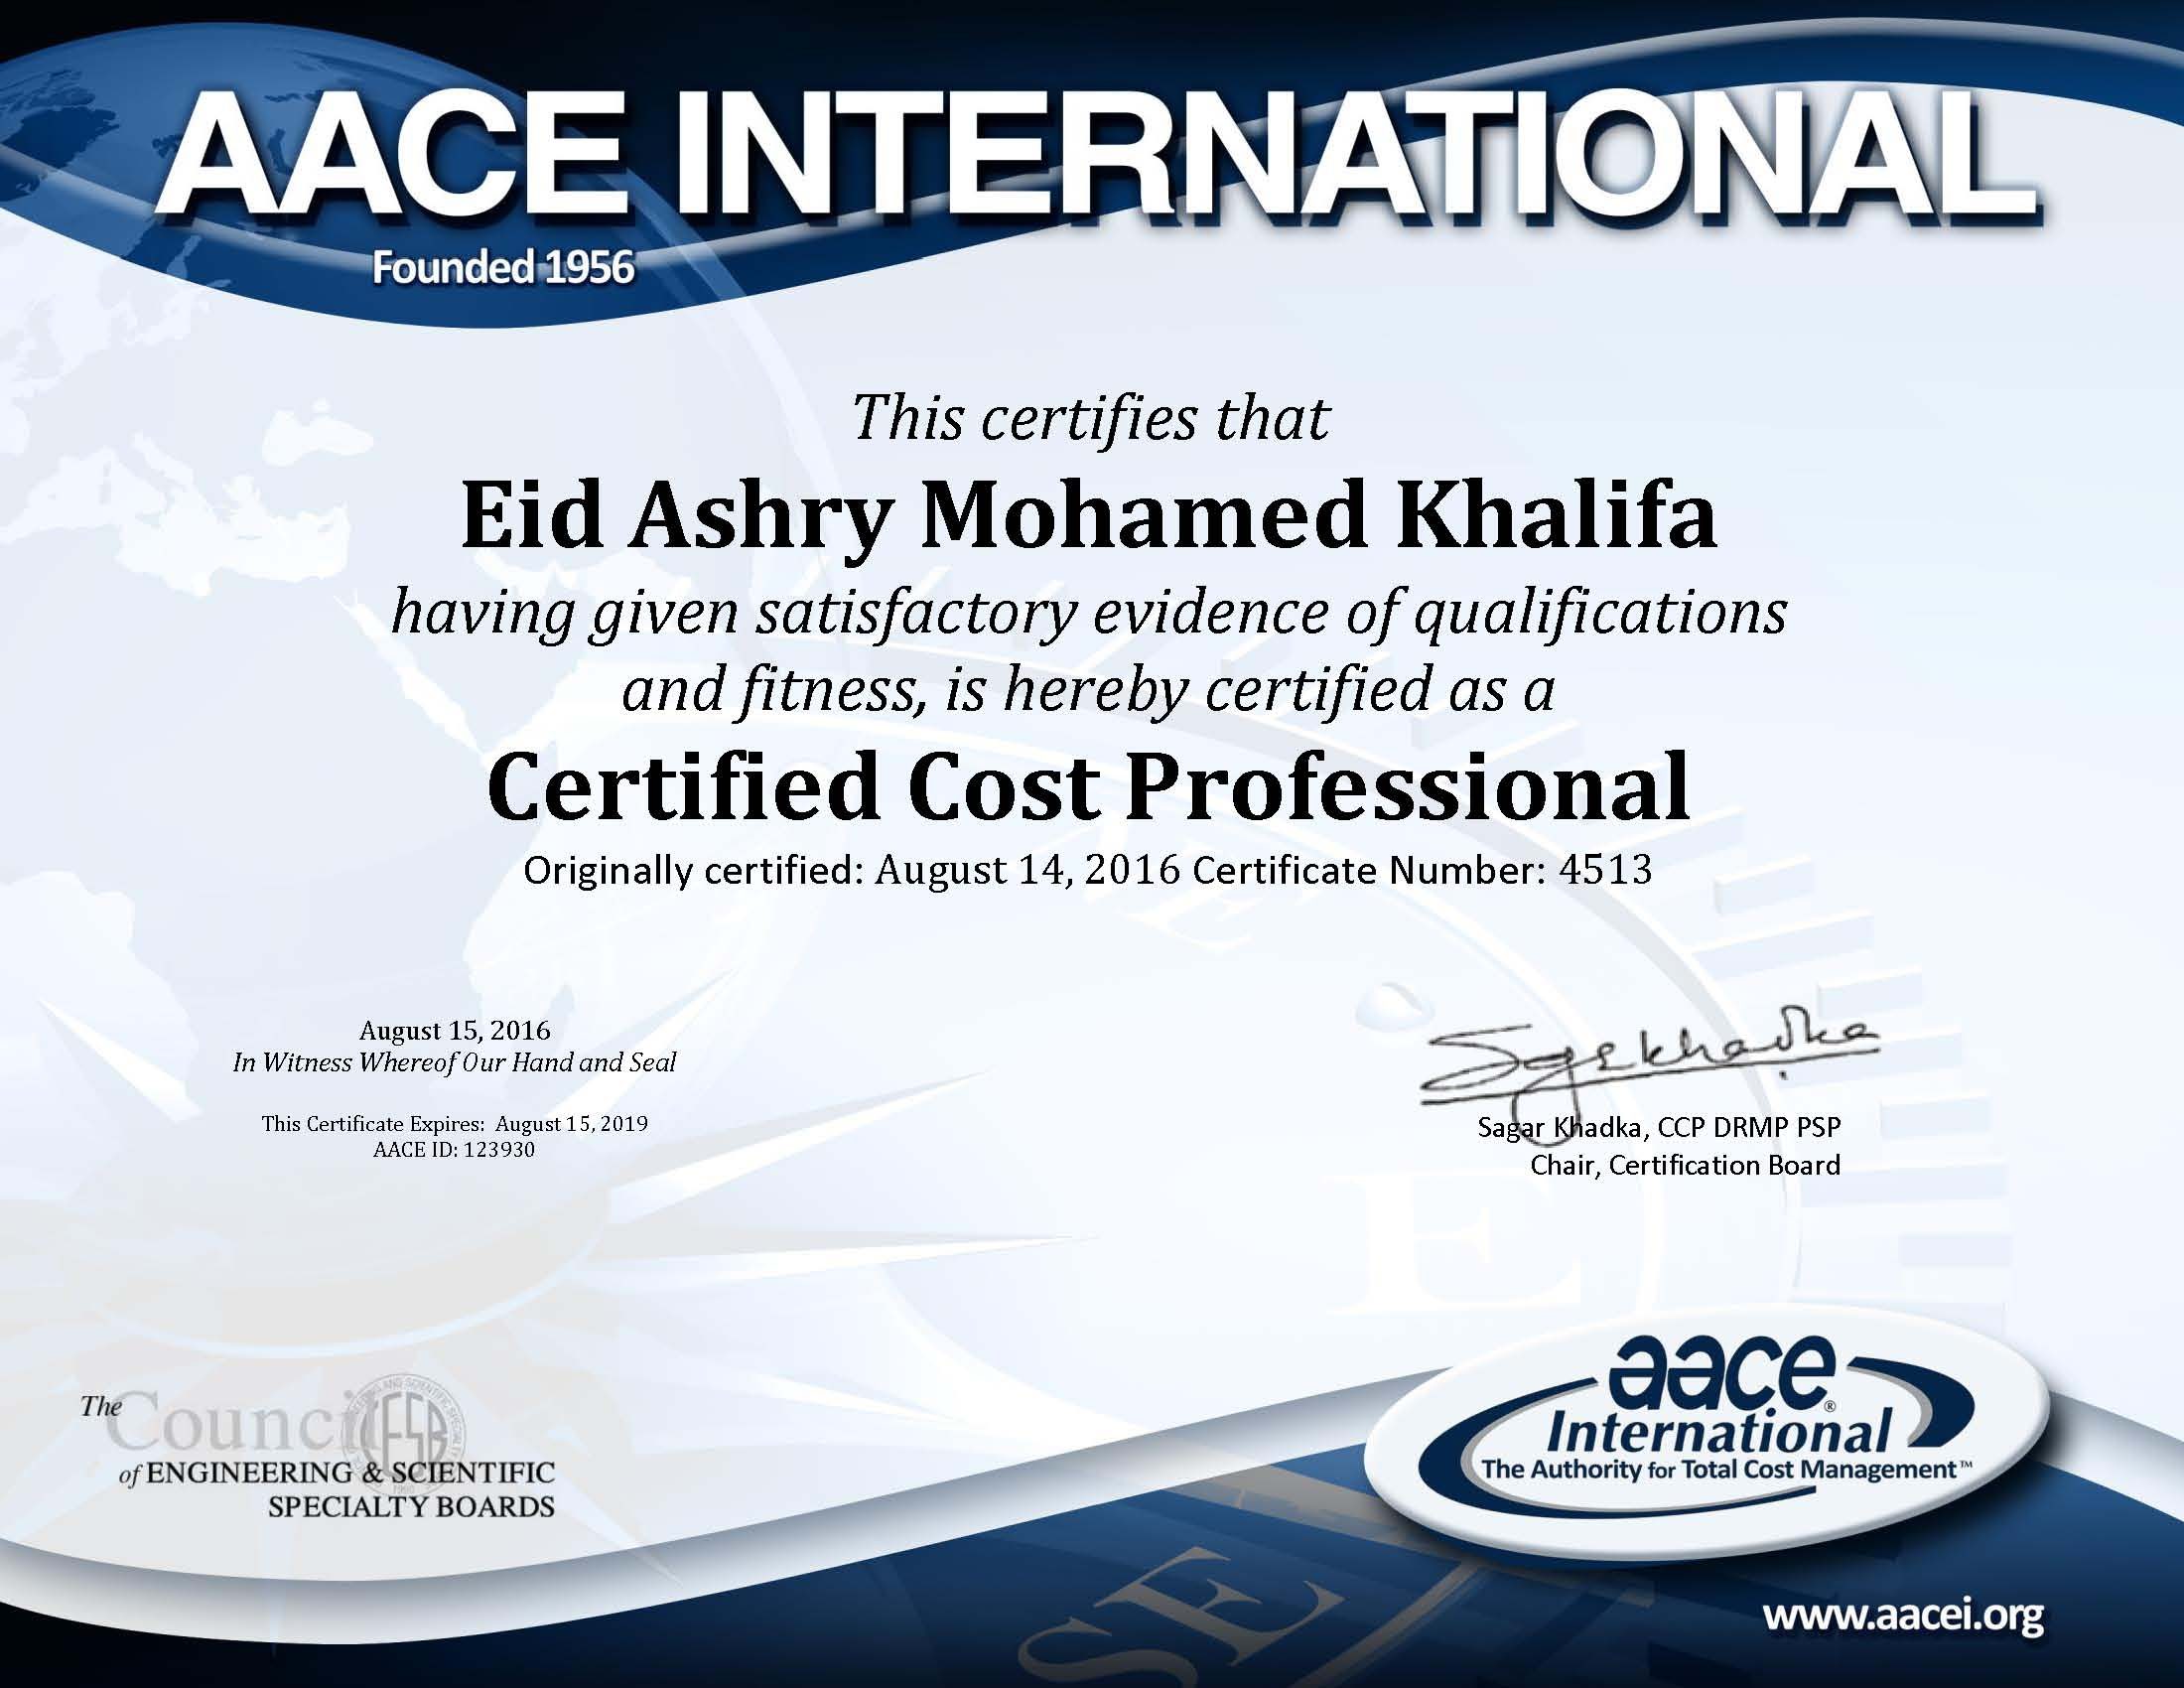 AACE INTERNATIONAL
Founded 1956
This certifies that
Eid Ashry Mohamed Khalifa
having given satisfactory evidence of qualifications
and fitness, is hereby certified as a
Certified Cost Professional
Originally certified: August 14, 2016 Certificate Number: 4513
August 15, 2016
In Witness Whereof Our Hand and Seal
This Certificate Expires: August 15, 2019
AACE ID: 123930
Sagar Khadka, CCP DRMP PSP
Chair, Certification Board
The Council
of ENGINEERING & SCIENTIFIC
SPECIALTY BOARDS
CESB
aace®
International
The Authority for Total Cost Management™
E
SE
www.aacei.org